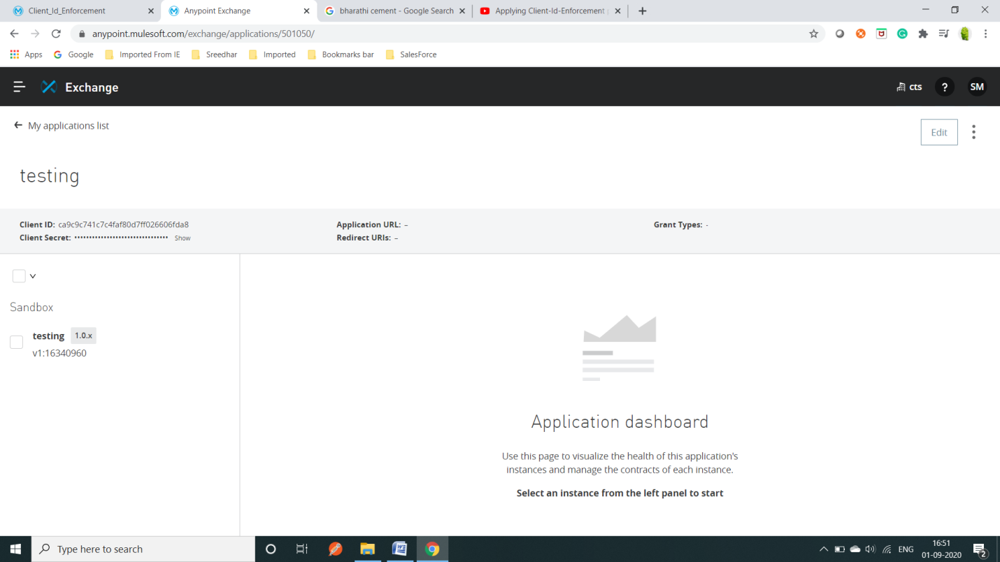 Client_Id_Enforcement
Anypoint Exchange
bharathi cement - Google Search
Applying Client-Id-Enforcement
anypoint.mulesoft.com/exchange/applications/501050/
Apps
Google
Imported From IE
Sreedhar
Imported
Bookmarks bar
SalesForce
Exchange
cts
?
SM
My applications list
Edit
testing
Client ID: ca9c9c741c7c4faf80d7ff026606fda8
Application URL: –
Grant Types: -
Client Secret: •••••••••••••••••••••••••••••••• Show
Redirect URIs: –
Sandbox
testing 1.0.x
v1:16340960
Application dashboard
Use this page to visualize the health of this application's
instances and manage the contracts of each instance.
Select an instance from the left panel to start
Type here to search
ENG
16:51
01-09-2020
2